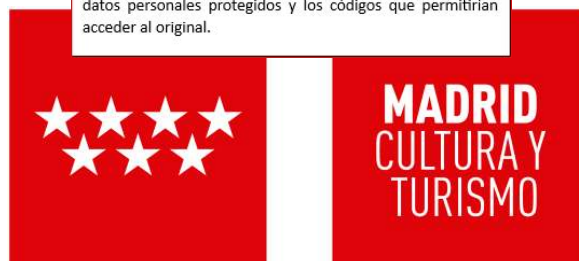 datos personales protegidos y los códigos que permitirían
acceder al original.
MADRID
CULTURA Y
TURISMO